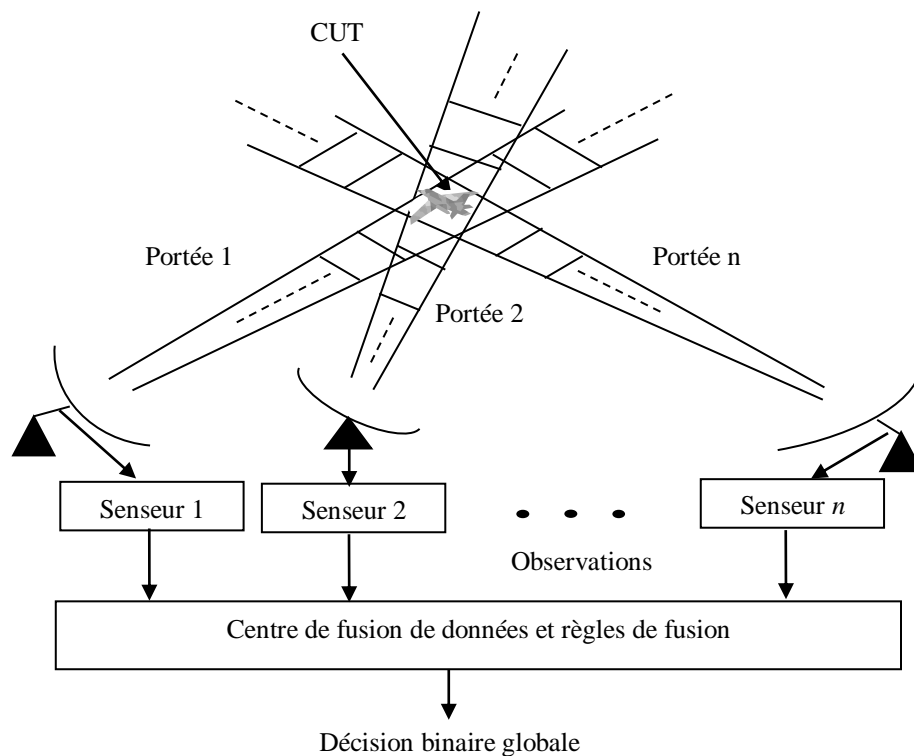 CUT
Portée 1
Portée n
Portée 2
Senseur 1
Senseur 2
Senseur n
Observations
Centre de fusion de données et règles de fusion
Décision binaire globale